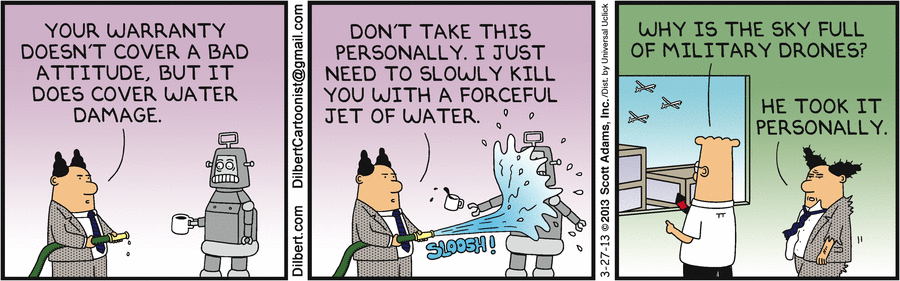 YOUR WARRANTY
DOESN'T COVER A BAD
ATTITUDE, BUT IT
DOES COVER WATER
DAMAGE.
Dilbert.com DilbertCartoonist@gmail.com
DON'T TAKE THIS
PERSONALLY. I JUST
NEED TO SLOWLY KILL
YOU WITH A FORCEFUL
JET OF WATER.
SLOOSH!
3-27-13 © 2013 Scott Adams, Inc. /Dist. by Universal Uclick
WHY IS THE SKY FULL
OF MILITARY DRONES?
HE TOOK IT
PERSONALLY.